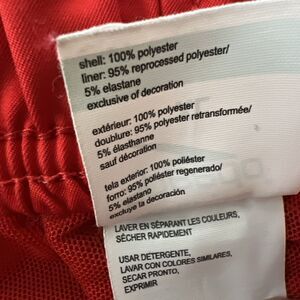 shell: 100% polyester
liner: 95% reprocessed polyester/
5% elastane
exclusive of decoration
extérieur: 100% polyester
doublure: 95% polyester retransformée/
5% élasthanne
sauf décoration
tela exterior: 100% poliéster
forro: 95% poliéster regenerado/
5% elastano
excluye la decoración
LAVER EN SÉPARANT LES COULEURS,
SÉCHER RAPIDEMENT
USAR DETERGENTE,
LAVAR CON COLORES SIMILARES,
SECAR PRONTO,
EXPRIMIR